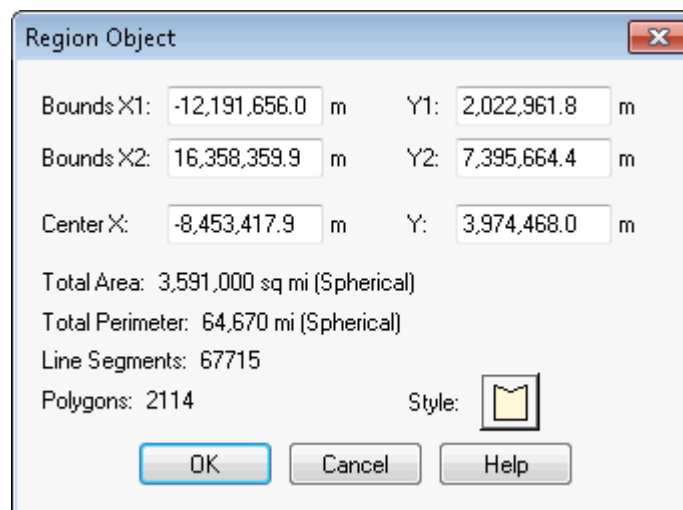 Region Object
Bounds X1: -12,191,656.0 m Y1: 2,022,961.8 m
Bounds X2: 16,358,359.9 m Y2: 7,395,664.4 m
Center X: -8,453,417.9 m Y: 3,974,468.0 m
Total Area: 3,591,000 sq mi (Spherical)
Total Perimeter: 64,670 mi (Spherical)
Line Segments: 67715
Polygons: 2114 Style:
OK Cancel Help